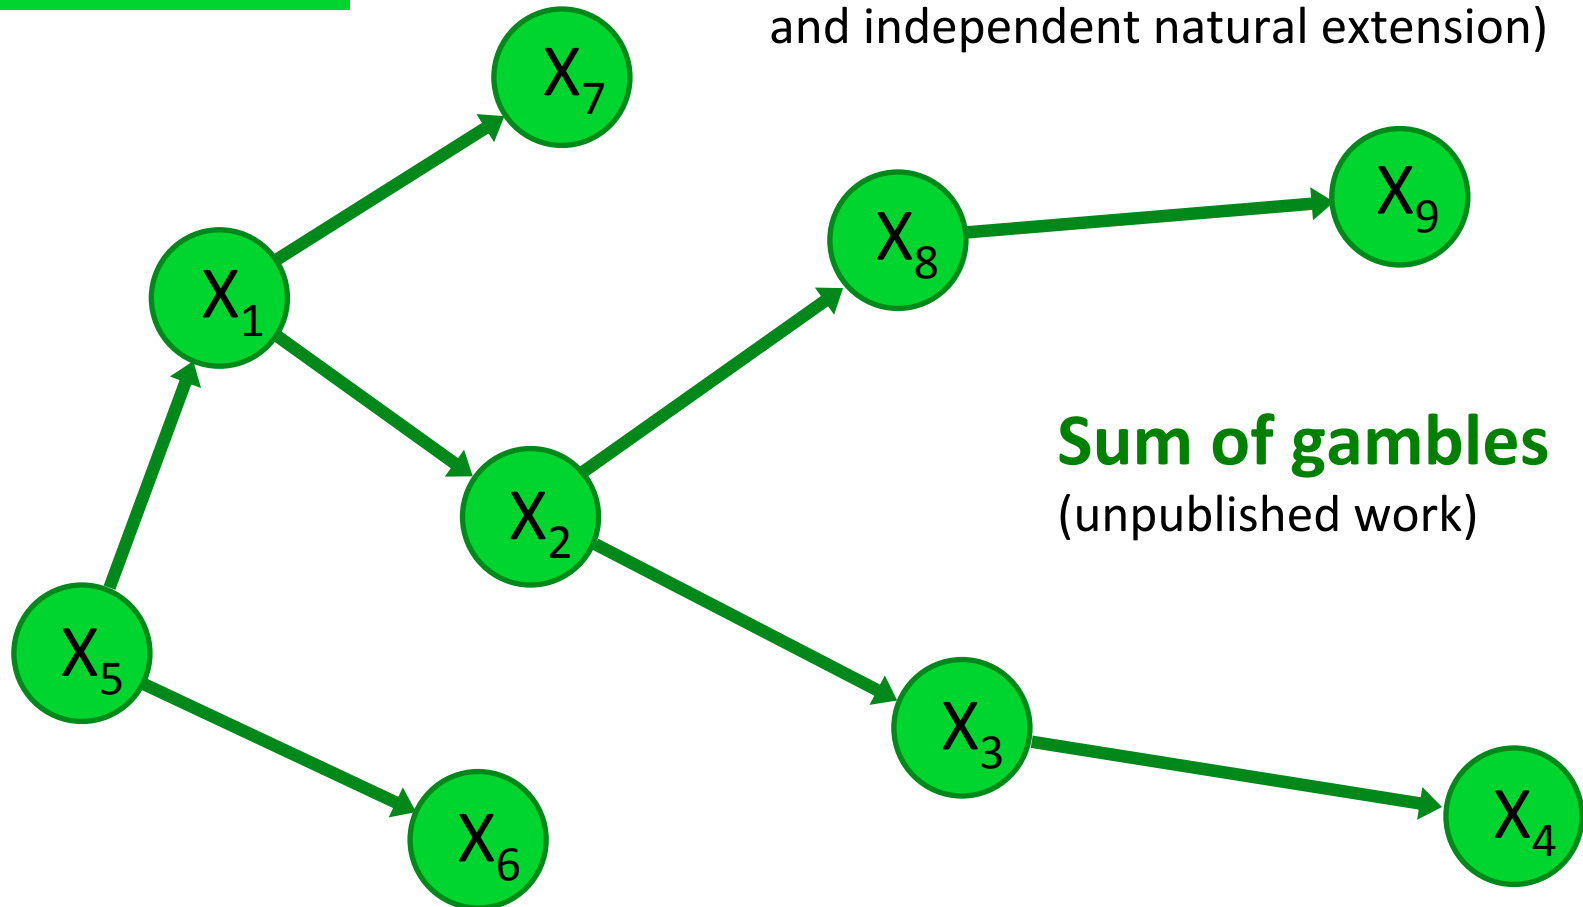 and independent natural extension)
X7
X9
X8
X1
Sum of gambles
(unpublished work)
X2
X5
X3
X4
X6